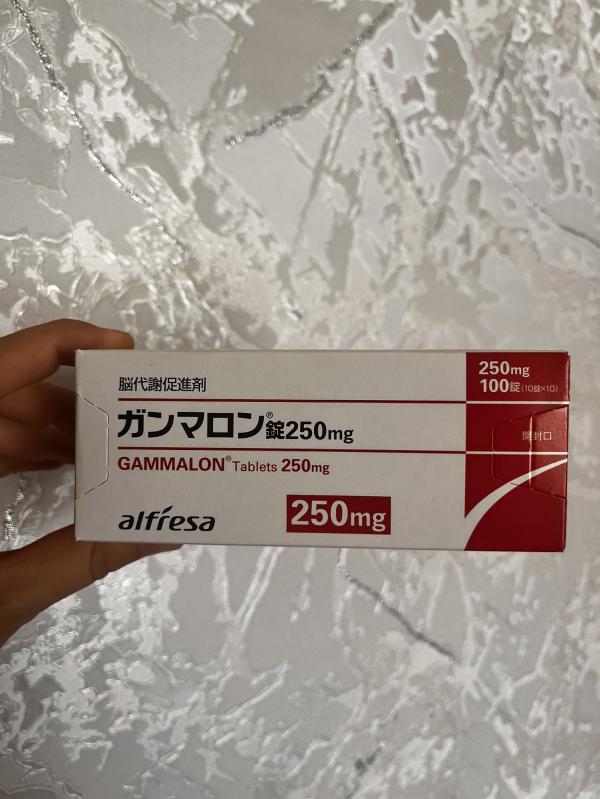 脳代謝促進剤
ガンマロン®錠250mg
GAMMALON® Tablets 250mg
alfresa
250mg
250mg
100錠(10錠×10)
開封口